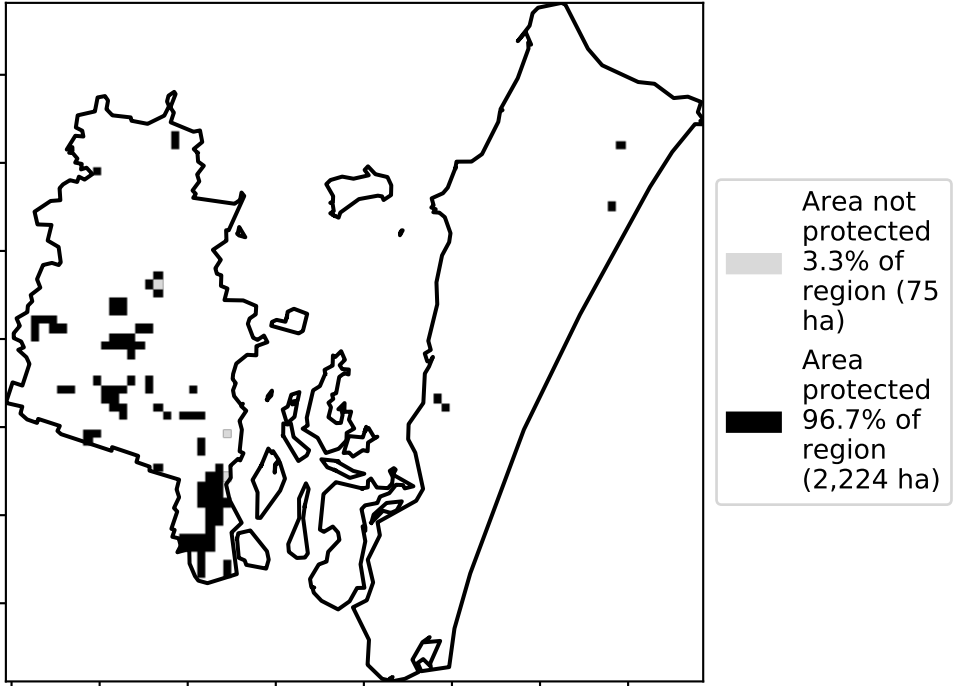 Area not
protected
3.3% of
region (75
ha)
Area
protected
96.7% of
region
(2,224 ha)